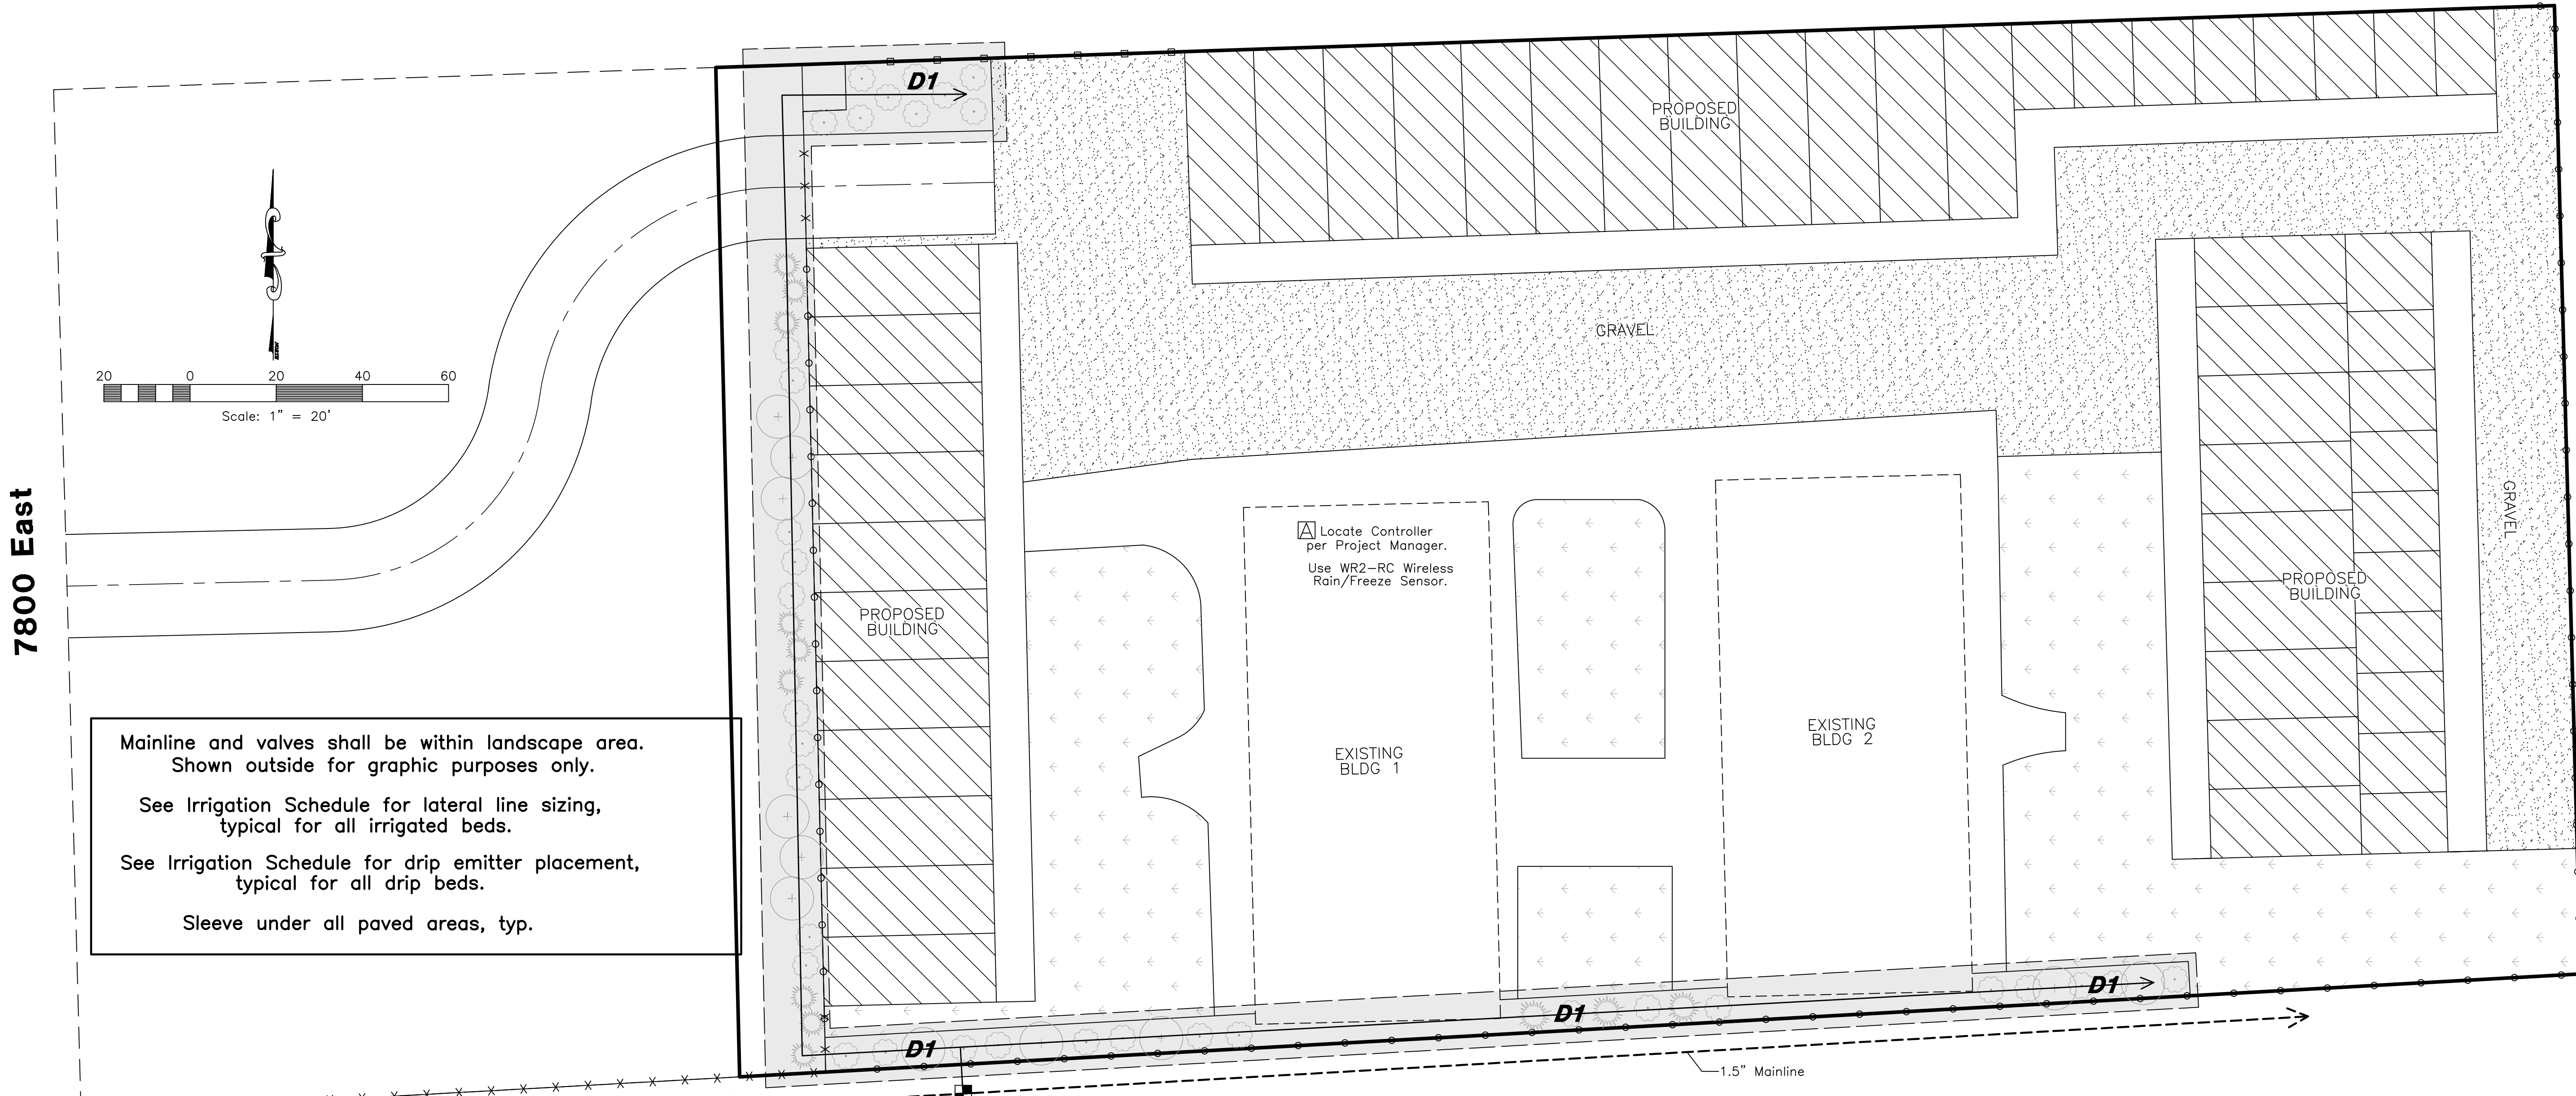 D1
PROPOSED
BUILDING
GRAVEL
20 0 20 40 60
Scale: 1" = 20'
7800 East
A Locate Controller
per Project Manager.
Use WR2-RC Wireless
Rain/Freeze Sensor.
GRAVEL
PROPOSED
BUILDING
PROPOSED
BUILDING
EXISTING
BLDG 1
EXISTING
BLDG 2
Mainline and valves shall be within landscape area.
Shown outside for graphic purposes only.
See Irrigation Schedule for lateral line sizing,
typical for all irrigated beds.
See Irrigation Schedule for drip emitter placement,
typical for all drip beds.
Sleeve under all paved areas, typ.
D1
D1
D1
1.5" Mainline